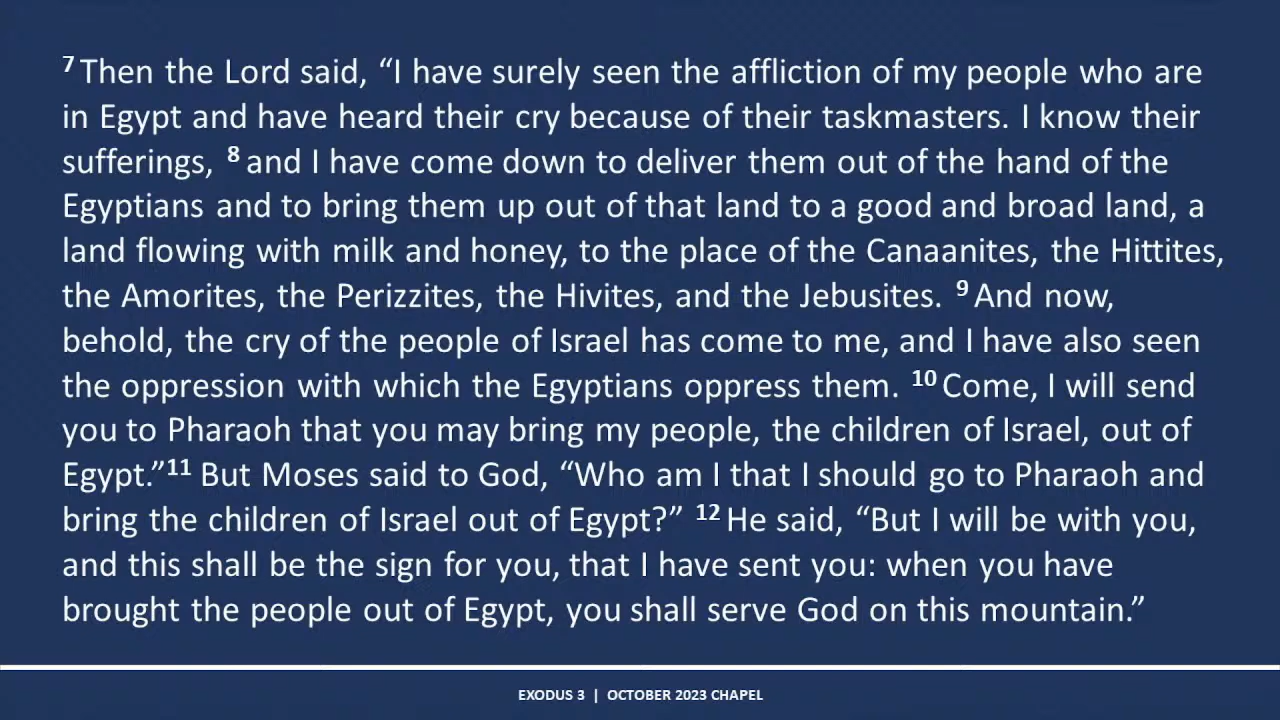 7 Then the Lord said, “I have surely seen the affliction of my people who are
in Egypt and have heard their cry because of their taskmasters. I know their
sufferings, 8 and I have come down to deliver them out of the hand of the
Egyptians and to bring them up out of that land to a good and broad land, a
land flowing with milk and honey, to the place of the Canaanites, the Hittites,
the Amorites, the Perizzites, the Hivites, and the Jebusites. 9 And now,
behold, the cry of the people of Israel has come to me, and I have also seen
the oppression with which the Egyptians oppress them. 10 Come, I will send
you to Pharaoh that you may bring my people, the children of Israel, out of
Egypt.”11 But Moses said to God, “Who am I that I should go to Pharaoh and
bring the children of Israel out of Egypt?” 12 He said, “But I will be with you,
and this shall be the sign for you, that I have sent you: when you have
brought the people out of Egypt, you shall serve God on this mountain.”
EXODUS 3 | OCTOBER 2023 CHAPEL